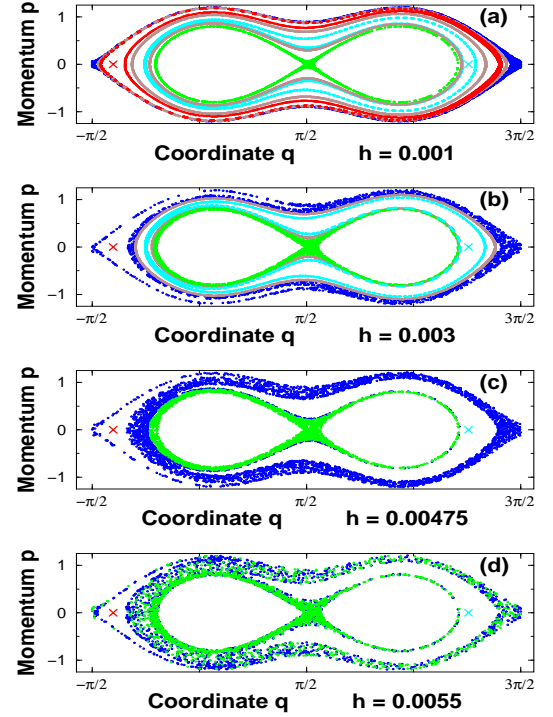 (a)
Momentum p
1
0
−1
−π/2
π/2
3π/2
Coordinate q
h = 0.001
(b)
Momentum p
1
0
−1
−π/2
π/2
3π/2
Coordinate q
h = 0.003
(c)
Momentum p
1
0
−1
−π/2
π/2
3π/2
Coordinate q
h = 0.00475
(d)
Momentum p
1
0
−1
−π/2
π/2
3π/2
Coordinate q
h = 0.0055